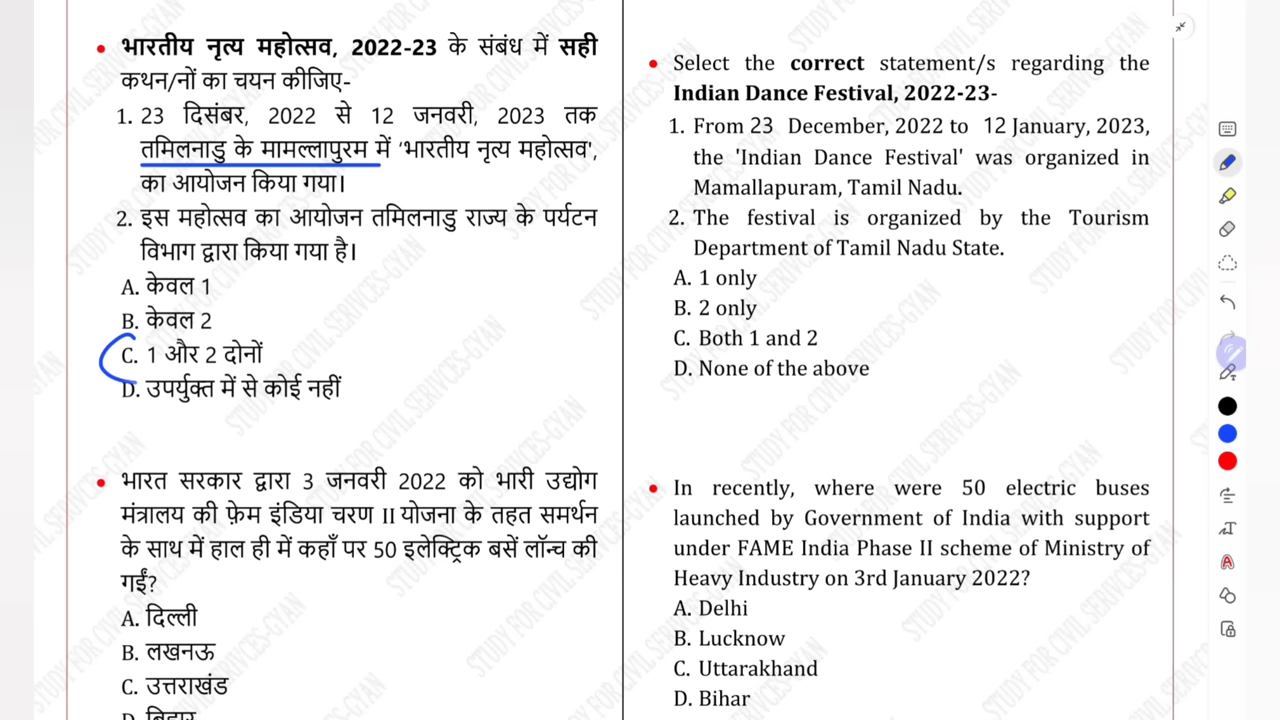 • भारतीय नृत्य महोत्सव, 2022-23 के संबंध में सही
कथन/नों का चयन कीजिए-
1. 23 दिसंबर, 2022 से 12 जनवरी, 2023 तक
तमिलनाडु के मामल्लापुरम में ‘भारतीय नृत्य महोत्सव',
का आयोजन किया गया।
2. इस महोत्सव का आयोजन तमिलनाडु राज्य के पर्यटन
विभाग द्वारा किया गया है।
A. केवल 1
B. केवल 2
C. 1 और 2 दोनों
D. उपर्युक्त में से कोई नहीं
• भारत सरकार द्वारा 3 जनवरी 2022 को भारी उद्योग
मंत्रालय की फ़ेम इंडिया चरण II योजना के तहत समर्थन
के साथ में हाल ही में कहाँ पर 50 इलेक्ट्रिक बसें लॉन्च की
गईं?
A. दिल्ली
B. लखनऊ
C. उत्तराखंड
D. बिहार
• Select the correct statement/s regarding the
Indian Dance Festival, 2022-23-
1. From 23 December, 2022 to 12 January, 2023,
the 'Indian Dance Festival' was organized in
Mamallapuram, Tamil Nadu.
2. The festival is organized by the Tourism
Department of Tamil Nadu State.
A. 1 only
B. 2 only
C. Both 1 and 2
D. None of the above
• In recently, where were 50 electric buses
launched by Government of India with support
under FAME India Phase II scheme of Ministry of
Heavy Industry on 3rd January 2022?
A. Delhi
B. Lucknow
C. Uttarakhand
D. Bihar
STUDY FOR CIVIL SERIVCES-GYAN